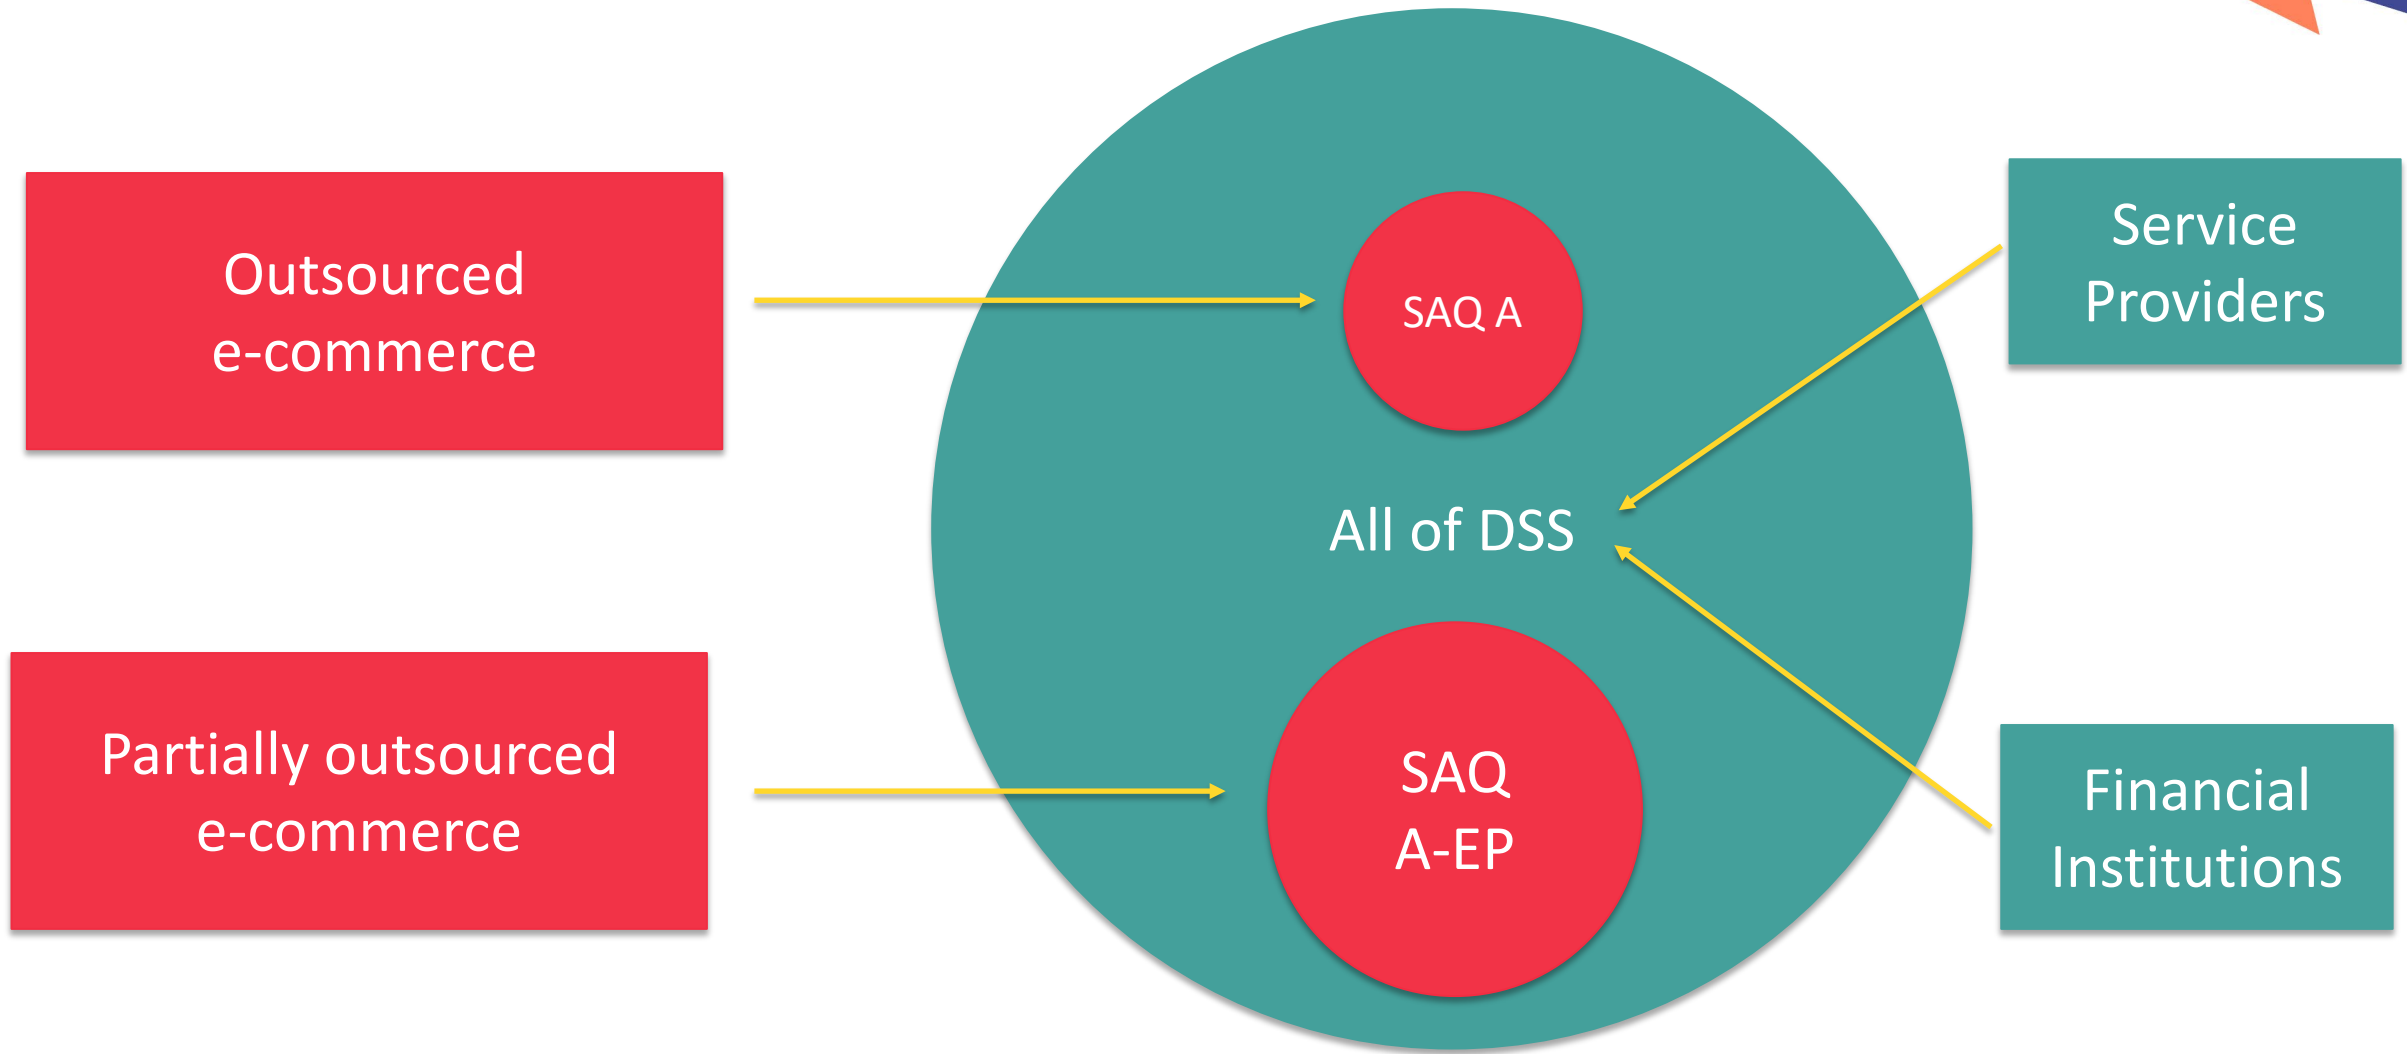 Outsourced
e-commerce
Partially outsourced
e-commerce
SAQ A
All of DSS
SAQ
A-EP
Service
Providers
Financial
Institutions